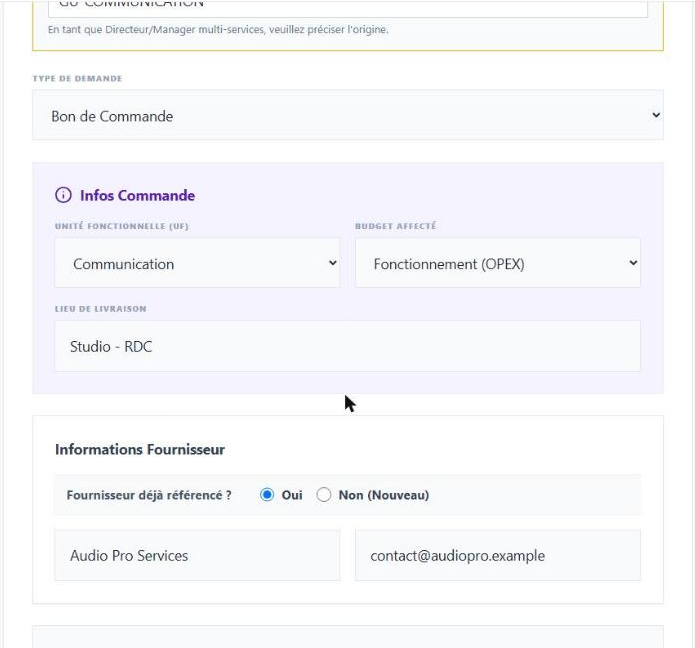 GU-COMMUNICATION
En tant que Directeur/Manager multi-services, veuillez préciser l'origine.
TYPE DE DEMANDE
Bon de Commande
Infos Commande
UNITÉ FONCTIONNELLE (UF)
BUDGET AFFECTÉ
Communication
Fonctionnement (OPEX)
LIEU DE LIVRAISON
Studio - RDC
Informations Fournisseur
Fournisseur déjà référencé ? Oui Non (Nouveau)
Audio Pro Services
contact@audiopro.example